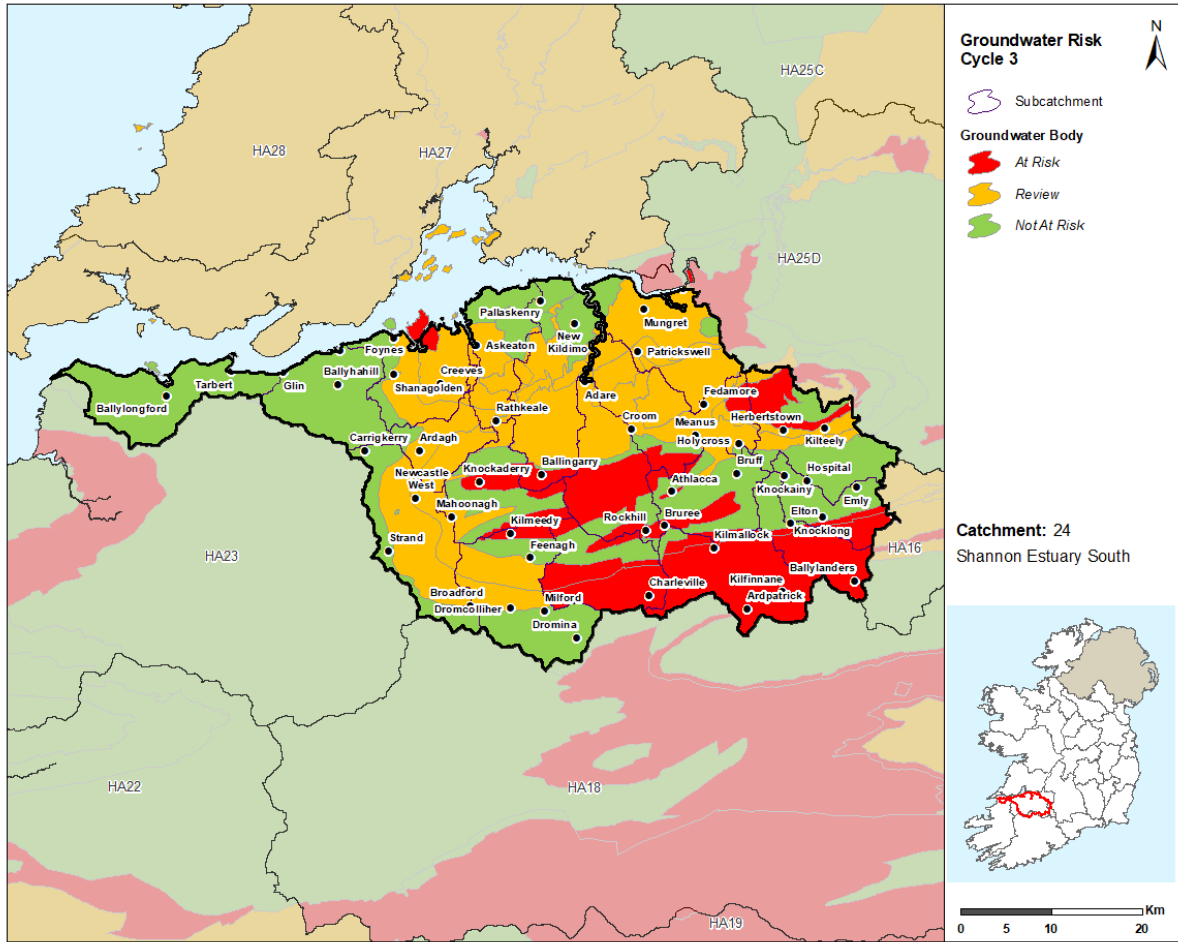 HA25C
HA28
HA27
HA25D
Pallaskenry
New
Kildimo
Mungret
Foynes
Askeaton
Patrickswell
Ballyhahill
Tarbert
Glin
Creeves
Shanagolden
Ballylongford
Adare
Fedamore
Rathkeale
Croom
Meanus
Herbertstown
Carrigkerry
Ardagh
Holycross
Kilteely
Newcastle
West
Knockaderry
Ballingarry
Bruff
Hospital
Athlacca
Knockainy
Emly
Mahoonagh
Kilmeedy
Rockhill
Bruree
Elton
Knocklong
Strand
Feenagh
Kilmallock
HA23
HA16
Ballylanders
Broadford
Charleville
Kilfinnane
Dromcolliher
Milford
Ardpatrick
Dromina
HA22
HA18
HA19
Groundwater Risk
Cycle 3
N
Subcatchment
Groundwater Body
At Risk
Review
Not At Risk
Catchment: 24
Shannon Estuary South
Km
0 5 10 20